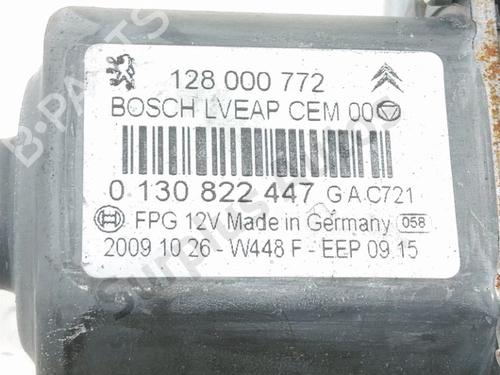 128 000 772
BOSCH LVEAP CEM 00
0 130 822 447 G A C721
FPG 12V Made in Germany 058
2009 10 26 - W448 F - EEP 09.15
B-PARTS